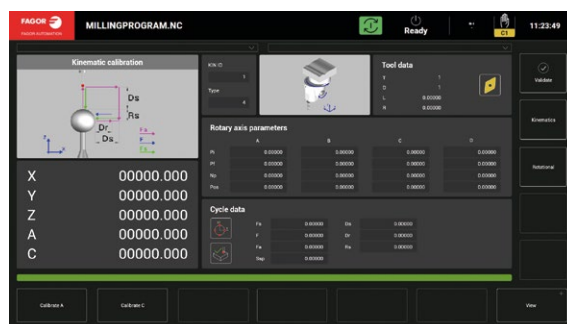 FAGOR
FAGOR AUTOMATION
MILLINGPROGRAM.NC
Ready
C1
11:23:49
Kinematic calibration
Ds
Rs
Dr
Ds
Fs
F
Fa
KIN ID
1
Type
4
Tool data
T 1
D 1
L 0.00000
R 0.00000
Rotary axis parameters
A B C D
Pi 0.00000 0.00000 0.00000 0.00000
Pf 0.00000 0.00000 0.00000 0.00000
No 0.00000 0.00000 0.00000 0.00000
Pos 0.00000 0.00000 0.00000 0.00000
X 00000.000
Y 00000.000
Z 00000.000
A 00000.000
C 00000.000
Cycle data
Fs 0.00000 Ds 0.00000
F 0.00000 Dr 0.00000
Fa 0.00000 Rs 0.00000
Sep 0.00000
Validate
Kinematics
Rotational
Calibrate A
Calibrate C
View